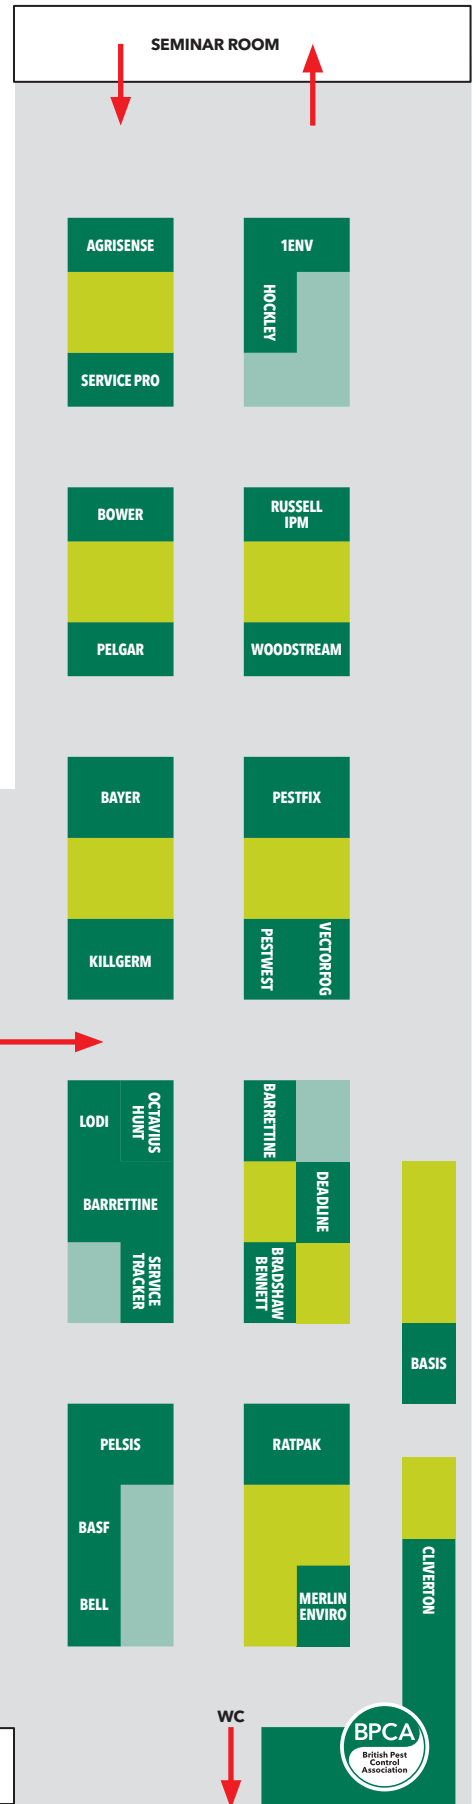 SEMINAR ROOM
AGRISENSE
1ENV
HOCKLEY
SERVICE PRO
BOWER
RUSSELL
IPM
PELGAR
WOODSTREAM
BAYER
PESTFIX
KILLGERM
PESTWEST
VECTORFOG
LODI
OCTAVIUS
HUNT
BARRETTINE
BARRETTINE
DEADLINE
SERVICE
TRACKER
BRADSHAW
BENNETT
BASIS
PELSIS
RATPAK
BASF
CLIVERTON
BELL
MERLIN
ENVIRO
WC
BPCA
British Pest
Control
Association